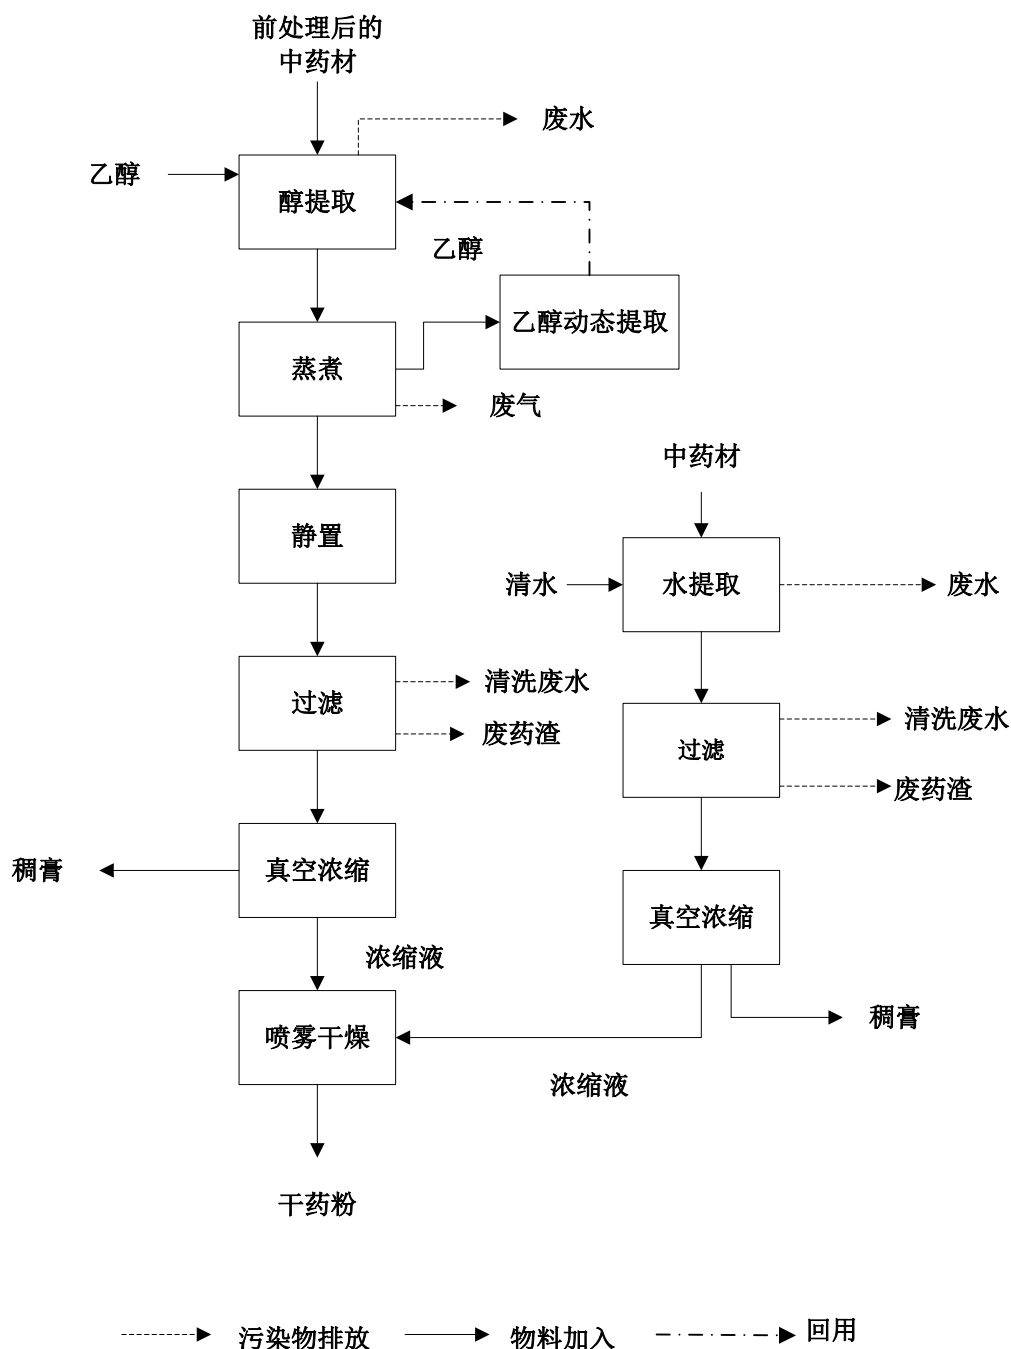 前处理后的
中药材
废水
乙醇
醇提取
乙醇
乙醇动态提取
蒸煮
废气
中药材
静置
清水
水提取
废水
过滤
清洗废水
废药渣
过滤
清洗废水
废药渣
稠膏
真空浓缩
真空浓缩
浓缩液
稠膏
喷雾干燥
浓缩液
干药粉
污染物排放
物料加入
回用